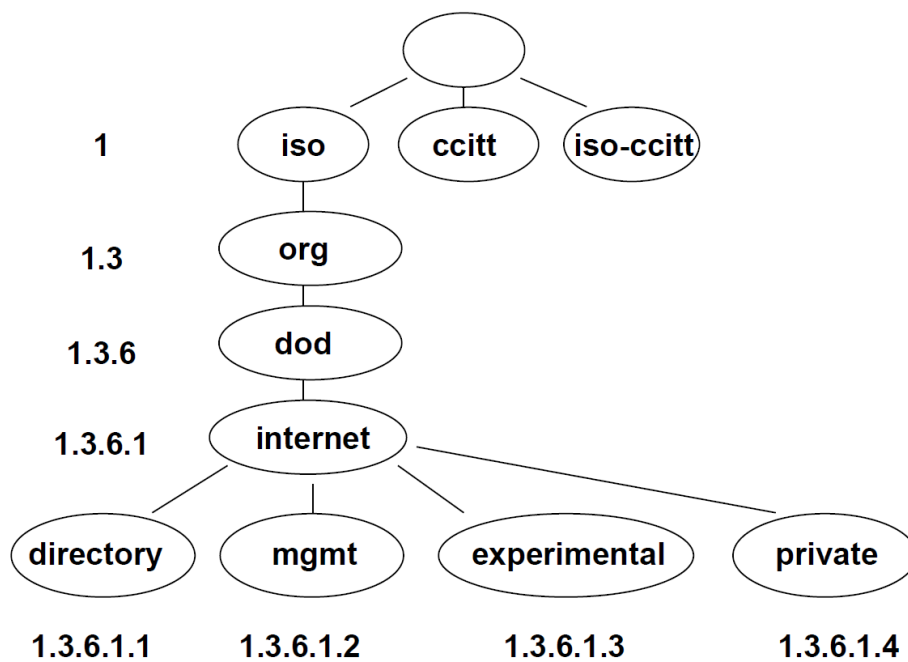 1 iso ccitt iso-ccitt
1.3 org
1.3.6 dod
1.3.6.1 internet
directory mgmt experimental private
1.3.6.1.1 1.3.6.1.2 1.3.6.1.3 1.3.6.1.4